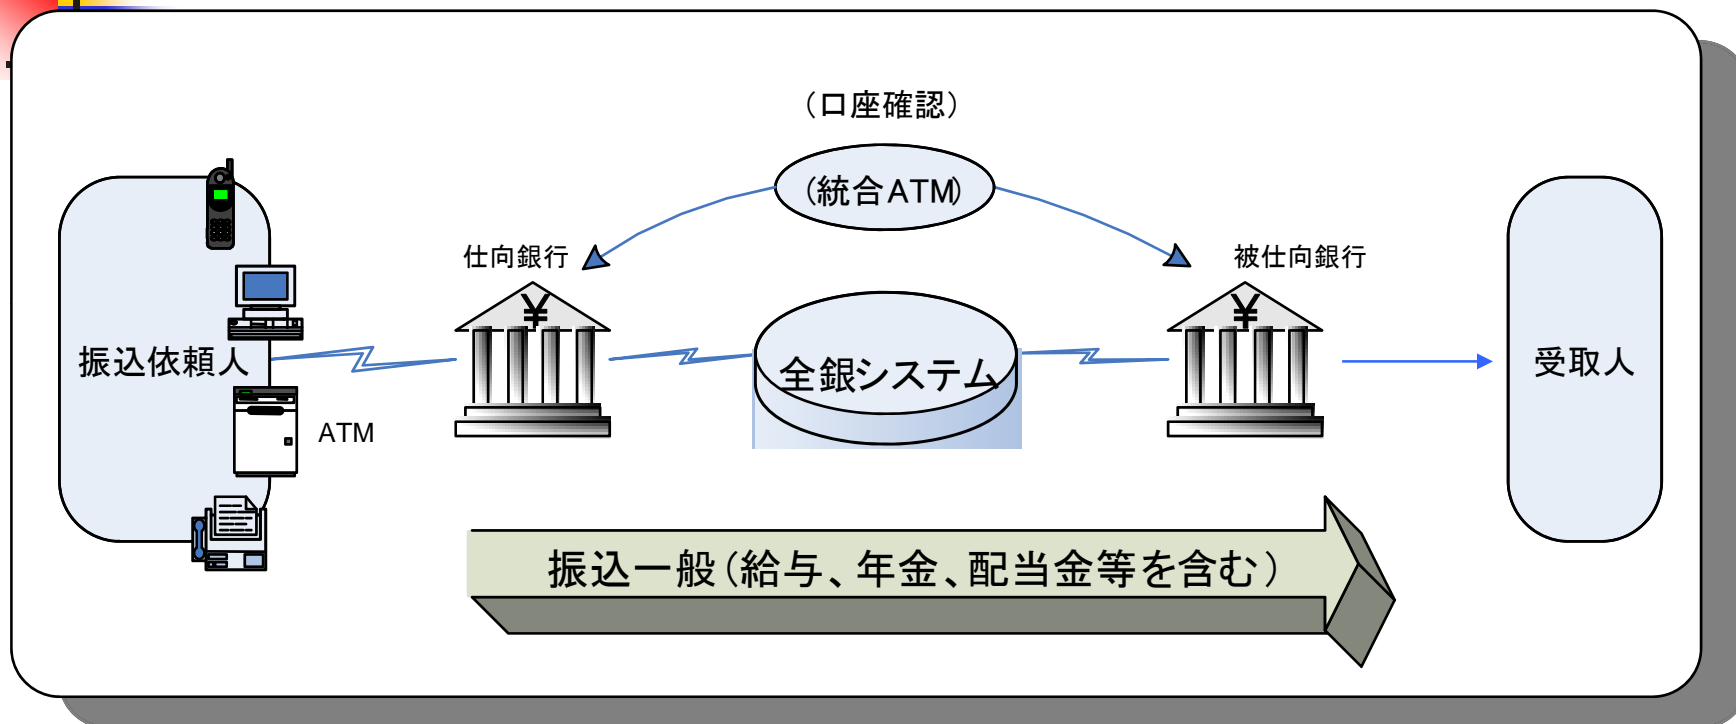 （口座確認）
(統合ATM)
仕向銀行
被仕向銀行
¥
¥
振込依頼人
全銀システム
受取人
ATM
振込一般（給与、年金、配当金等を含む）